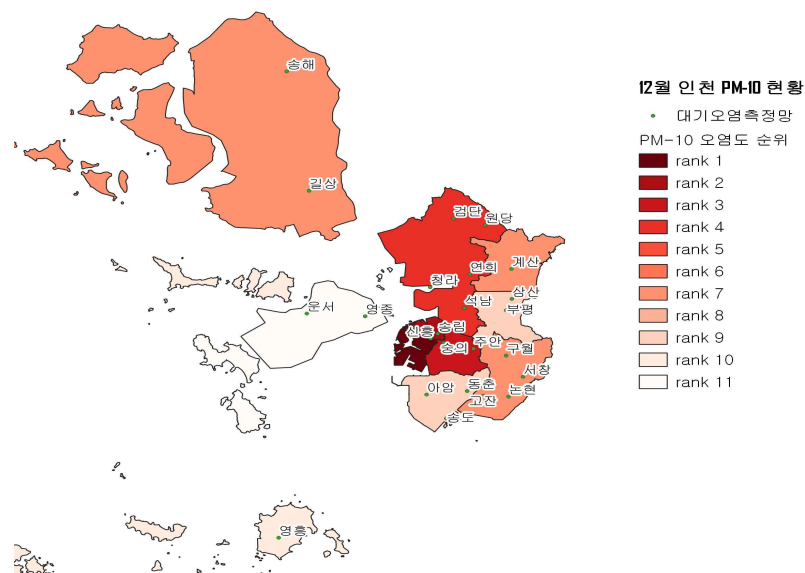 12월 인천 PM-10 현황
대기오염측정망
PM-10 오염도 순위
rank 1
rank 2
rank 3
rank 4
rank 5
rank 6
rank 7
rank 8
rank 9
rank 10
rank 11
송해
길상
검단
원당
연희
계산
청라
석남
삼산
부평
운서
영종
신흥
송림
숭의
주안
구월
서창
아암
동춘
고잔
논현
송도
영흥